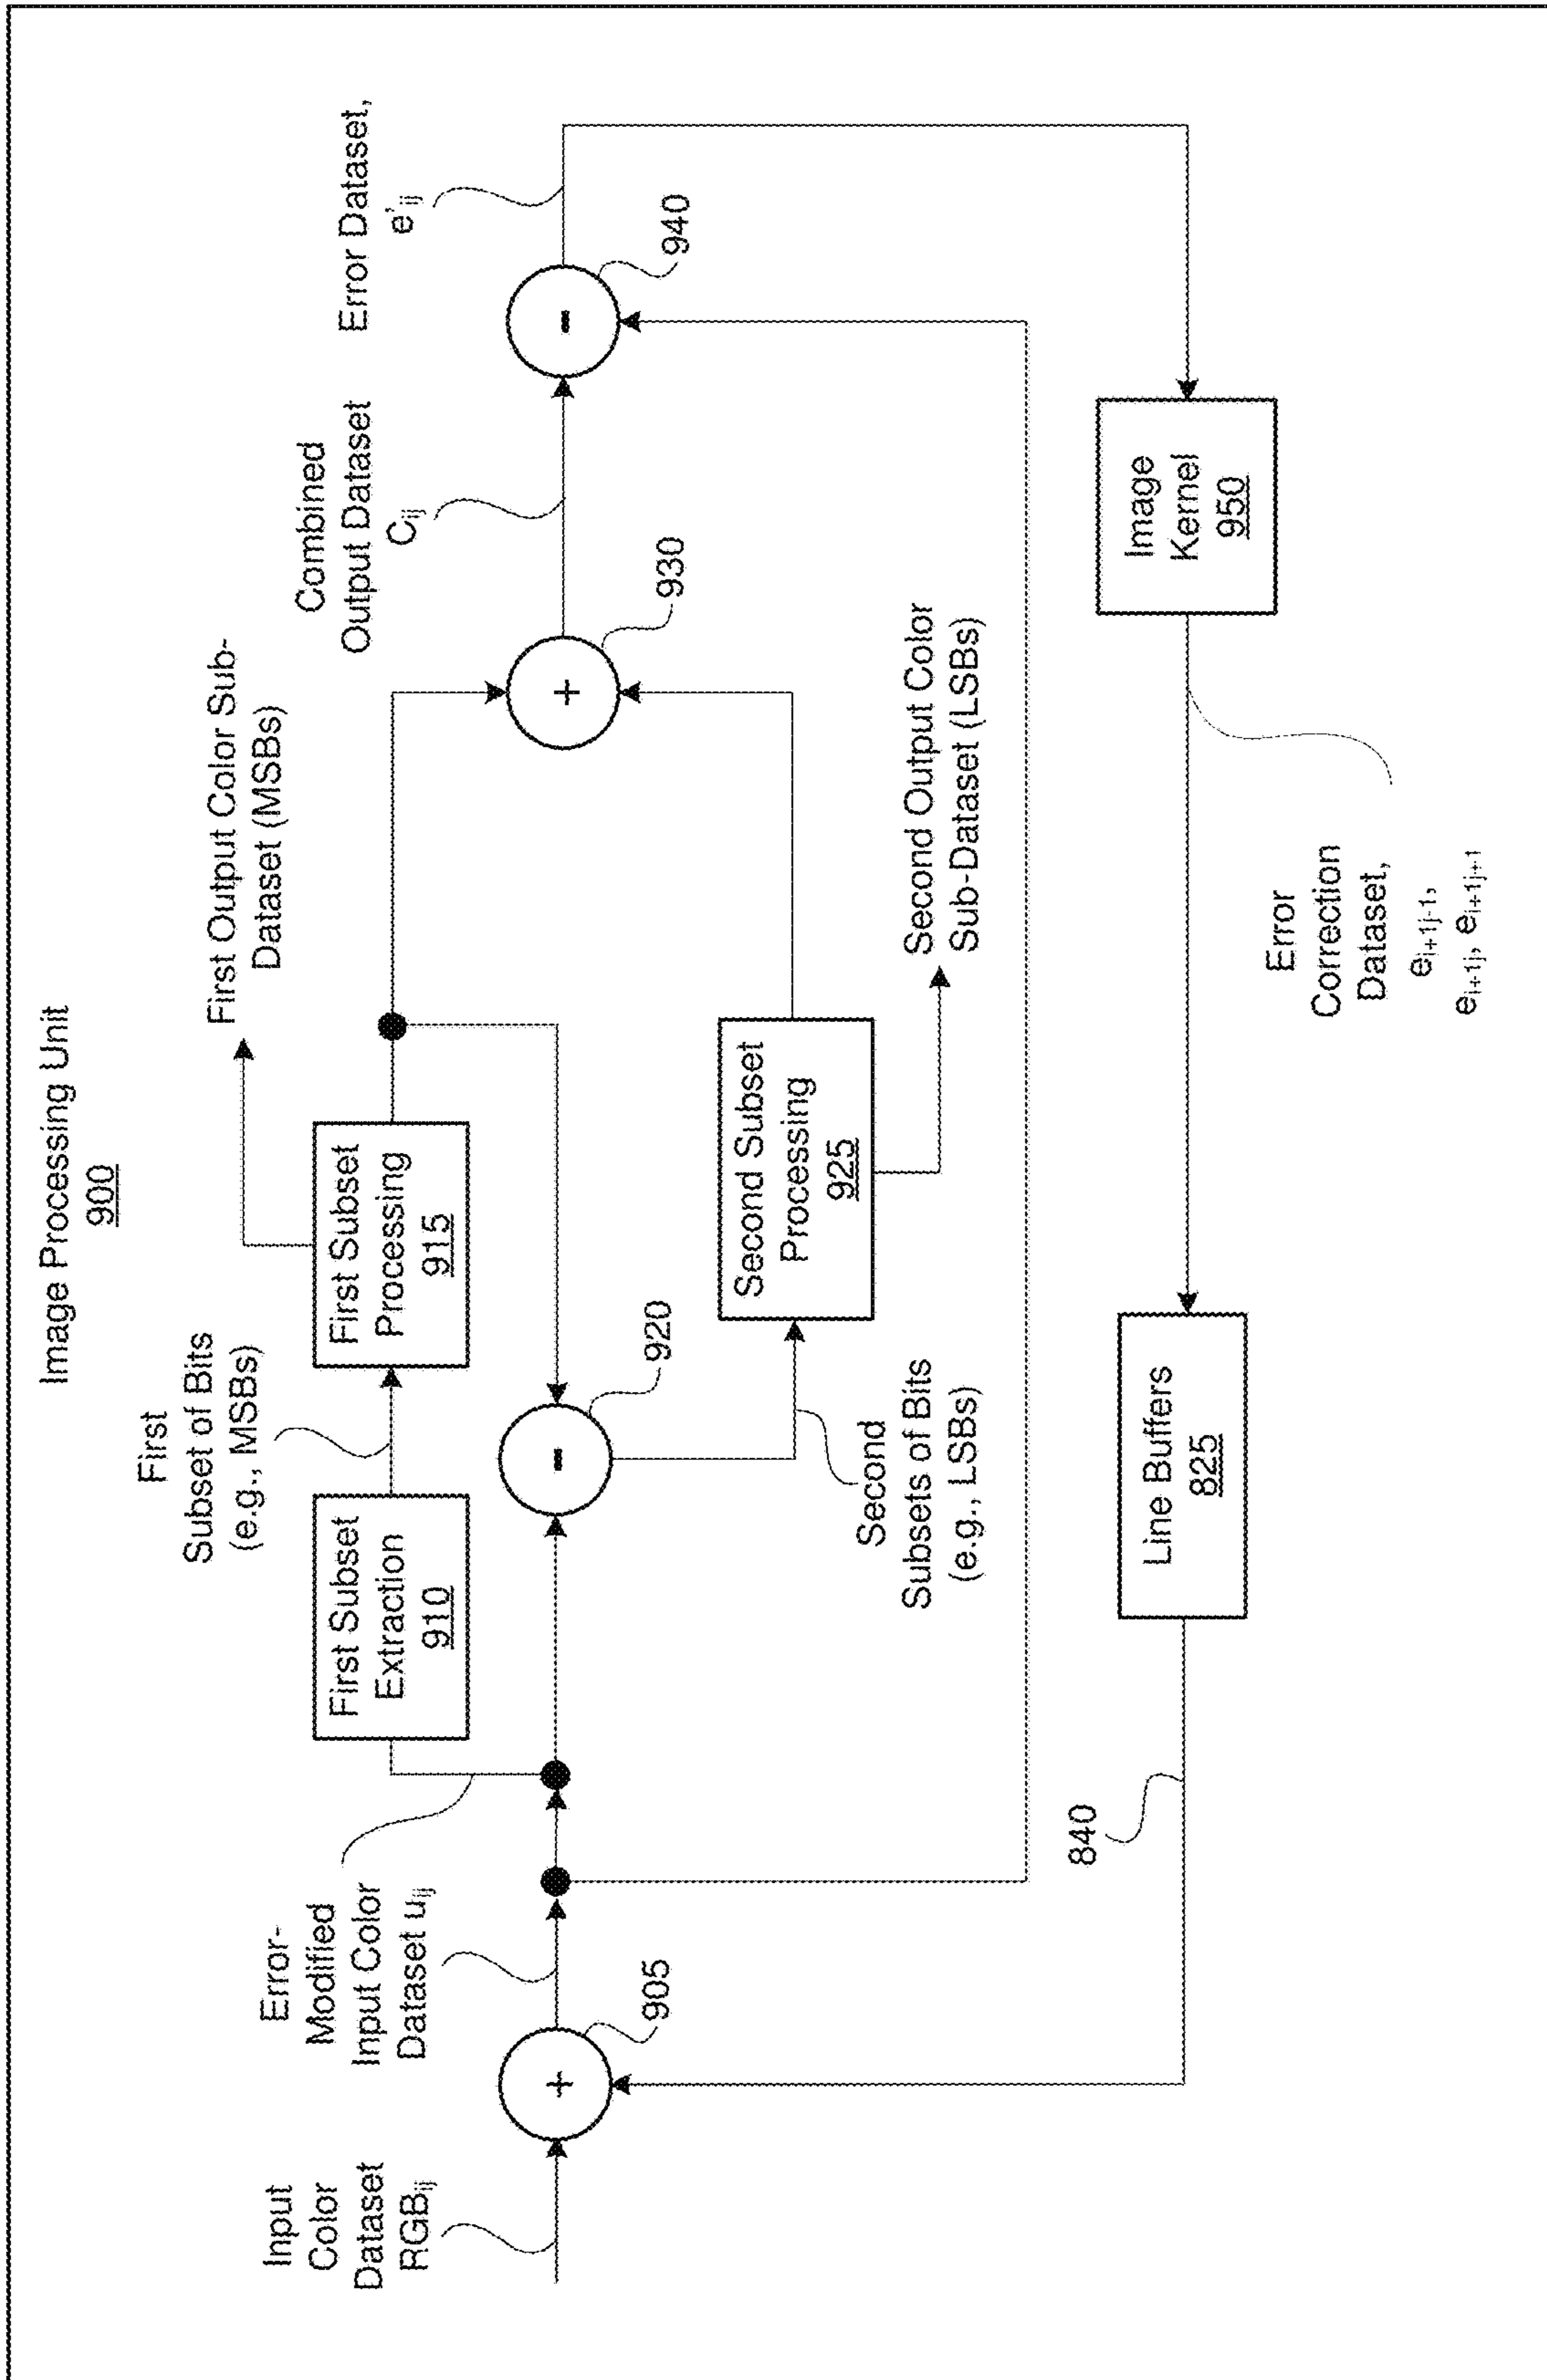 Image Processing Unit
900
Input
Color
Dataset
RGBij
905
Error-
Modified
Input Color
Dataset uij
First Subset
Extraction
910
First
Subset of Bits
(e.g., MSBs)
First Subset
Processing
915
First Output Color Sub-
Dataset (MSBs)
920
Second
Subsets of Bits
(e.g., LSBs)
Second Subset
Processing
925
Second Output Color
Sub-Dataset (LSBs)
930
Combined
Output Dataset
Cij
940
Error Dataset,
e'ij
Image
Kernel
950
Error
Correction
Dataset,
ei+1j-1,
ei+1j, ei+1j+1
Line Buffers
825
840
+
-
+
-